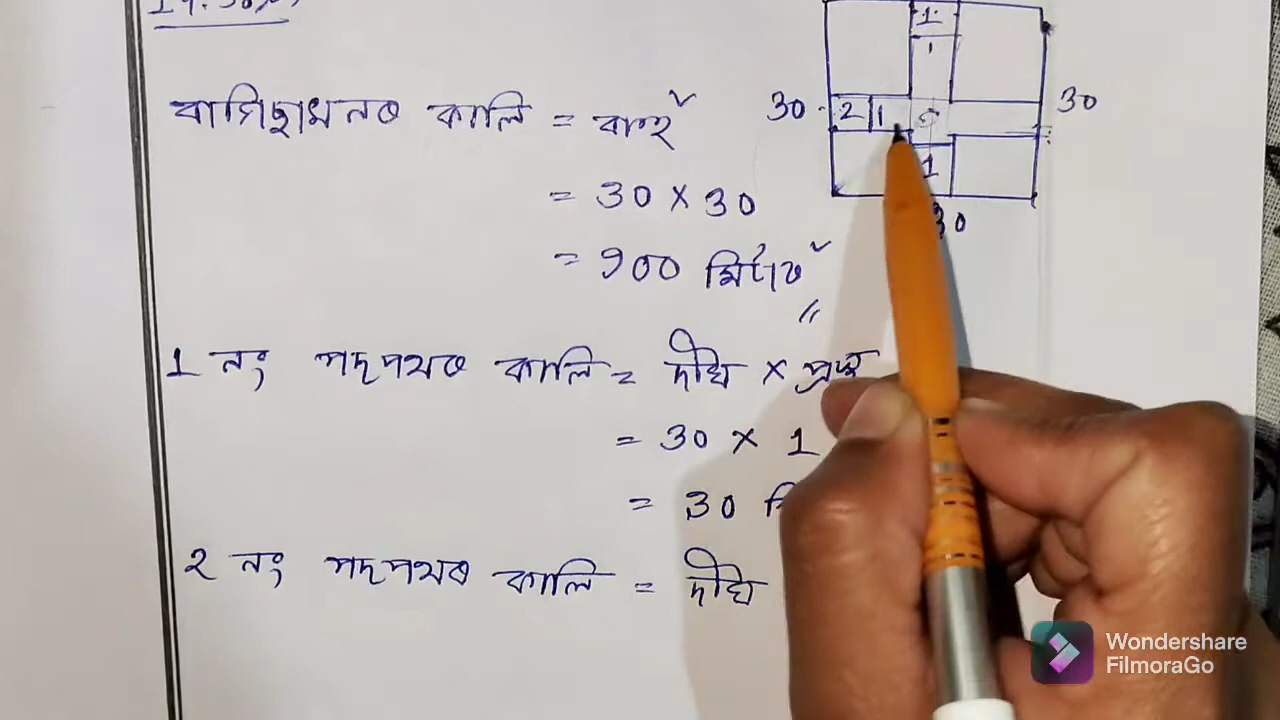 বাগিছাখনৰ কালি = বাহু²
= 30 × 30
= 900 মিটাৰ²
1 নং পদপথৰ কালি = দীঘ × প্ৰস্থ
= 30 × 1
= 30
2 নং পদপথৰ কালি = দীঘ
1
1
30
2
1
30
1
30
Wondershare
FilmoraGo